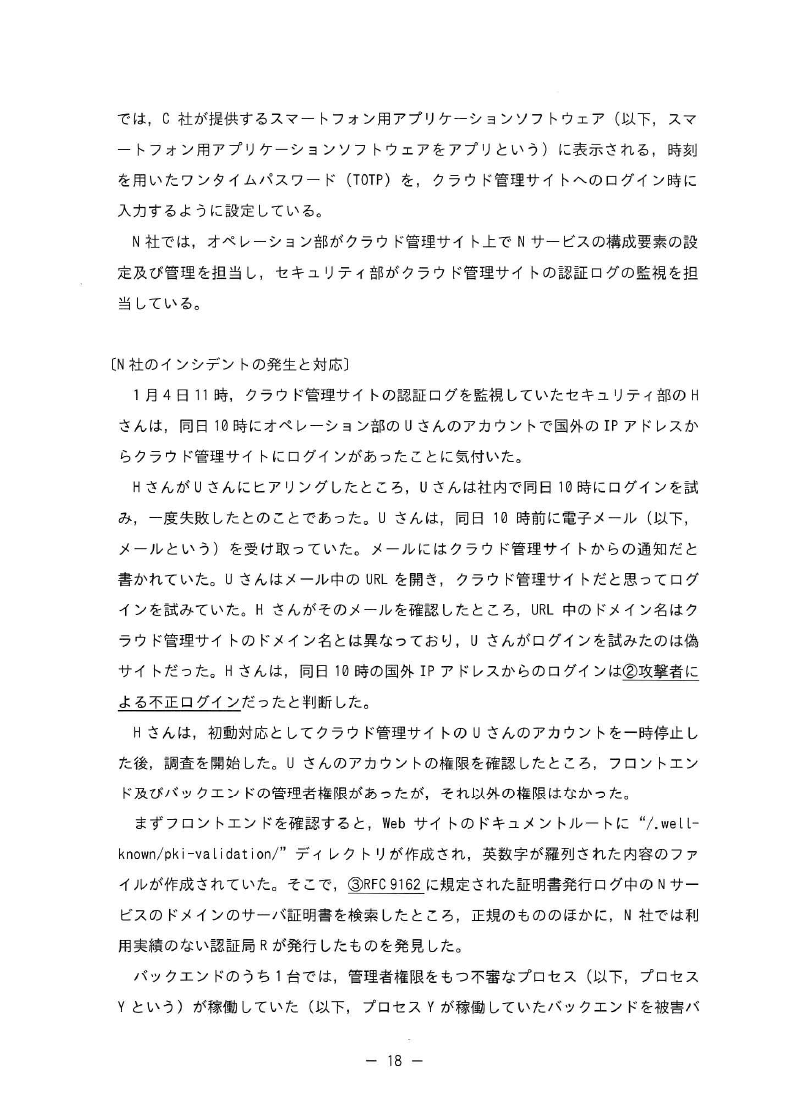 では，C 社が提供するスマートフォン用アプリケーションソフトウェア（以下，スマ
ートフォン用アプリケーションソフトウェアをアプリという）に表示される，時刻
を用いたワンタイムパスワード（TOTP）を，クラウド管理サイトへのログイン時に
入力するように設定している。
N 社では，オペレーション部がクラウド管理サイト上で N サービスの構成要素の設
定及び管理を担当し，セキュリティ部がクラウド管理サイトの認証ログの監視を担
当している。
〔N 社のインシデントの発生と対応〕
1 月 4 日 11 時，クラウド管理サイトの認証ログを監視していたセキュリティ部の H
さんは，同日 10 時にオペレーション部の U さんのアカウントで国外の IP アドレスか
らクラウド管理サイトにログインがあったことに気付いた。
H さんが U さんにヒアリングしたところ，U さんは社内で同日 10 時にログインを試
み，一度失敗したとのことであった。U さんは，同日 10 時前に電子メール（以下，
メールという）を受け取っていた。メールにはクラウド管理サイトからの通知だと
書かれていた。U さんはメール中の URL を開き，クラウド管理サイトだと思ってログ
インを試みていた。H さんがそのメールを確認したところ，URL 中のドメイン名はク
ラウド管理サイトのドメイン名とは異なっており，U さんがログインを試みたのは偽
サイトだった。H さんは，同日 10 時の国外 IP アドレスからのログインは②攻撃者に
よる不正ログインだったと判断した。
H さんは，初動対応としてクラウド管理サイトの U さんのアカウントを一時停止し
た後，調査を開始した。U さんのアカウントの権限を確認したところ，フロントエン
ド及びバックエンドの管理者権限があったが，それ以外の権限はなかった。
まずフロントエンドを確認すると，Web サイトのドキュメントルートに “/.well-
known/pki-validation/” ディレクトリが作成され，英数字が羅列された内容のファ
イルが作成されていた。そこで，③RFC 9162 に規定された証明書発行ログ中の N サー
ビスのドメインのサーバ証明書を検索したところ，正規のもののほかに，N 社では利
用実績のない認証局 R が発行したものを発見した。
バックエンドのうち 1 台では，管理者権限をもつ不審なプロセス（以下，プロセス
Y という）が稼働していた（以下，プロセス Y が稼働していたバックエンドを被害バ
－ 18 －